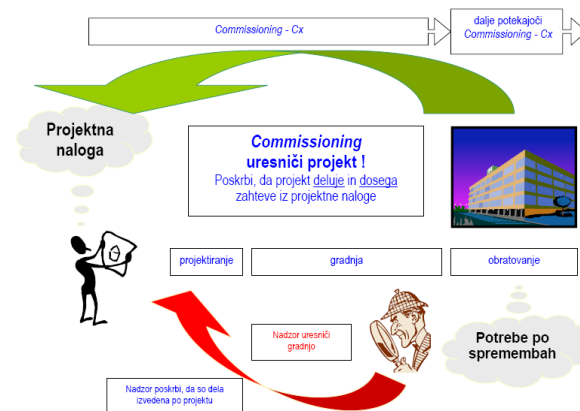 Commissioning - Cx
dalje potekajoči
Commissioning - Cx
Projektna
naloga
Commissioning
uresniči projekt !
Poskrbi, da projekt deluje in dosega
zahteve iz projektne naloge
projektiranje
gradnja
obratovanje
Nadzor uresniči
gradnjo
Potrebe po
spremembah
Nadzor poskrbi, da so dela
izvedena po projektu